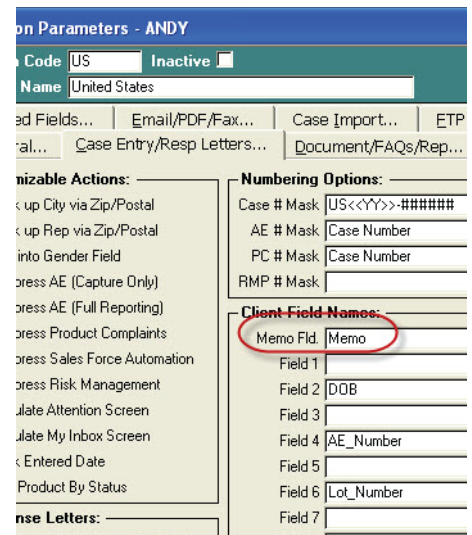 on Parameters - ANDY
Code US Inactive
Name United States
ed Fields... Email/PDF/Fax... Case Import... ETP
ral... Case Entry/Resp Letters... Document/FAQs/Rep...
mizable Actions:
k up City via Zip/Postal
k up Rep via Zip/Postal
into Gender Field
press AE (Capture Only)
press AE (Full Reporting)
press Product Complaints
press Sales Force Automation
press Risk Management
ulate Attention Screen
ulate My Inbox Screen
k Entered Date
Product By Status
nse Letters:
Numbering Options:
Case # Mask US<<YY>>-######
AE # Mask Case Number
PC # Mask Case Number
RMP # Mask
Client Field Names:
Memo Fld. Memo
Field 1
Field 2 DOB
Field 3
Field 4 AE_Number
Field 5
Field 6 Lot_Number
Field 7